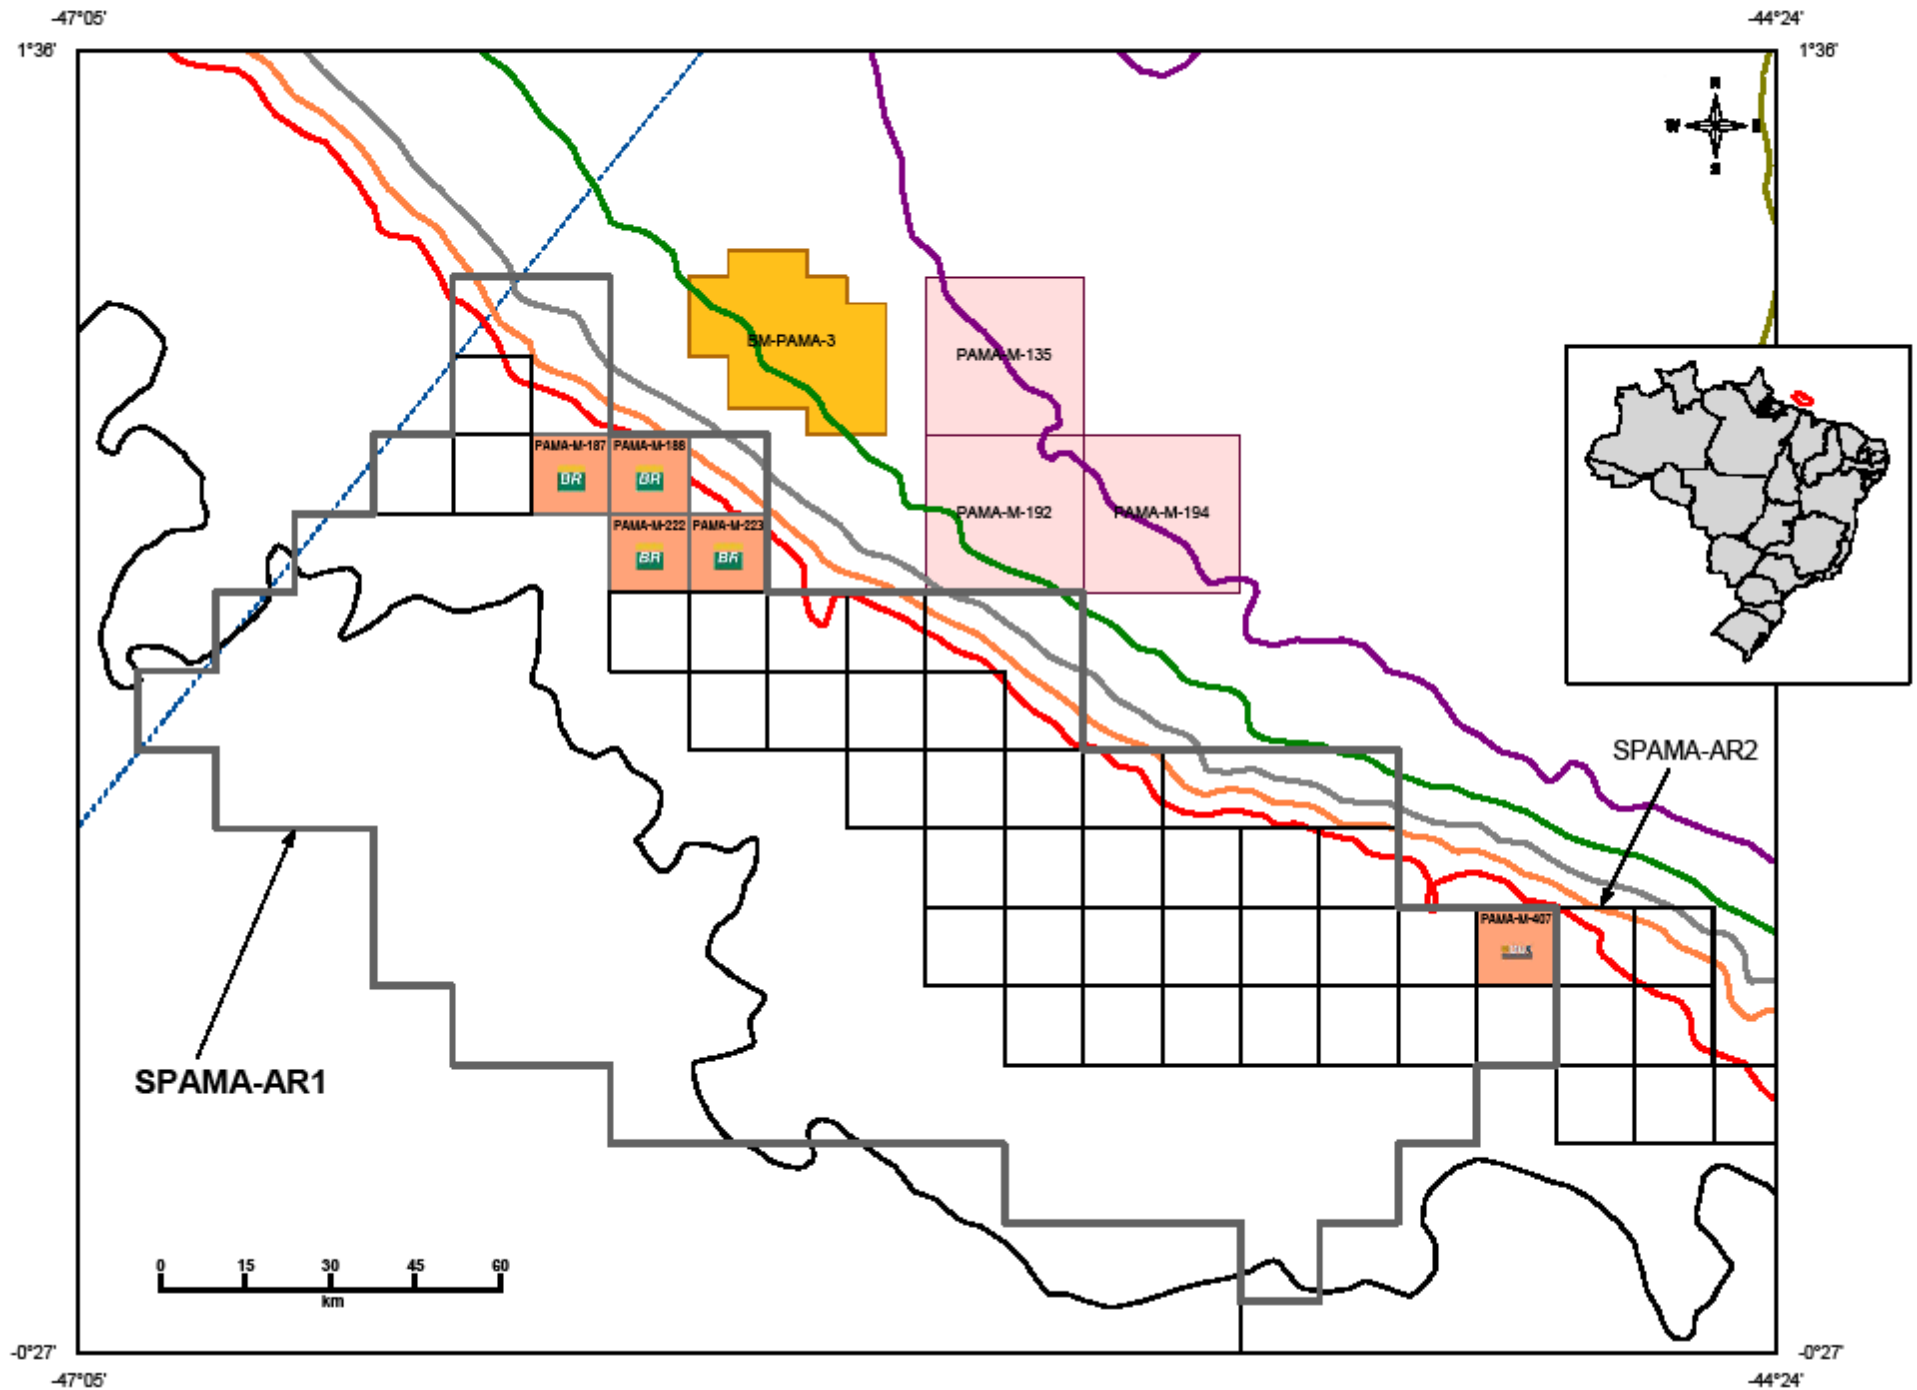 -47°05'
-44°24'
1°36'
1°36'
N
W
E
S
BM-PAMA-3
PAMA-M-135
PAMA-M-187
PAMA-M-188
BR
BR
PAMA-M-192
PAMA-M-194
PAMA-M-222
PAMA-M-223
BR
BR
SPAMA-AR2
PAMA-M-407
SPAMA-AR1
0 15 30 45 60
km
-0°27'
-0°27'
-47°05'
-44°24'